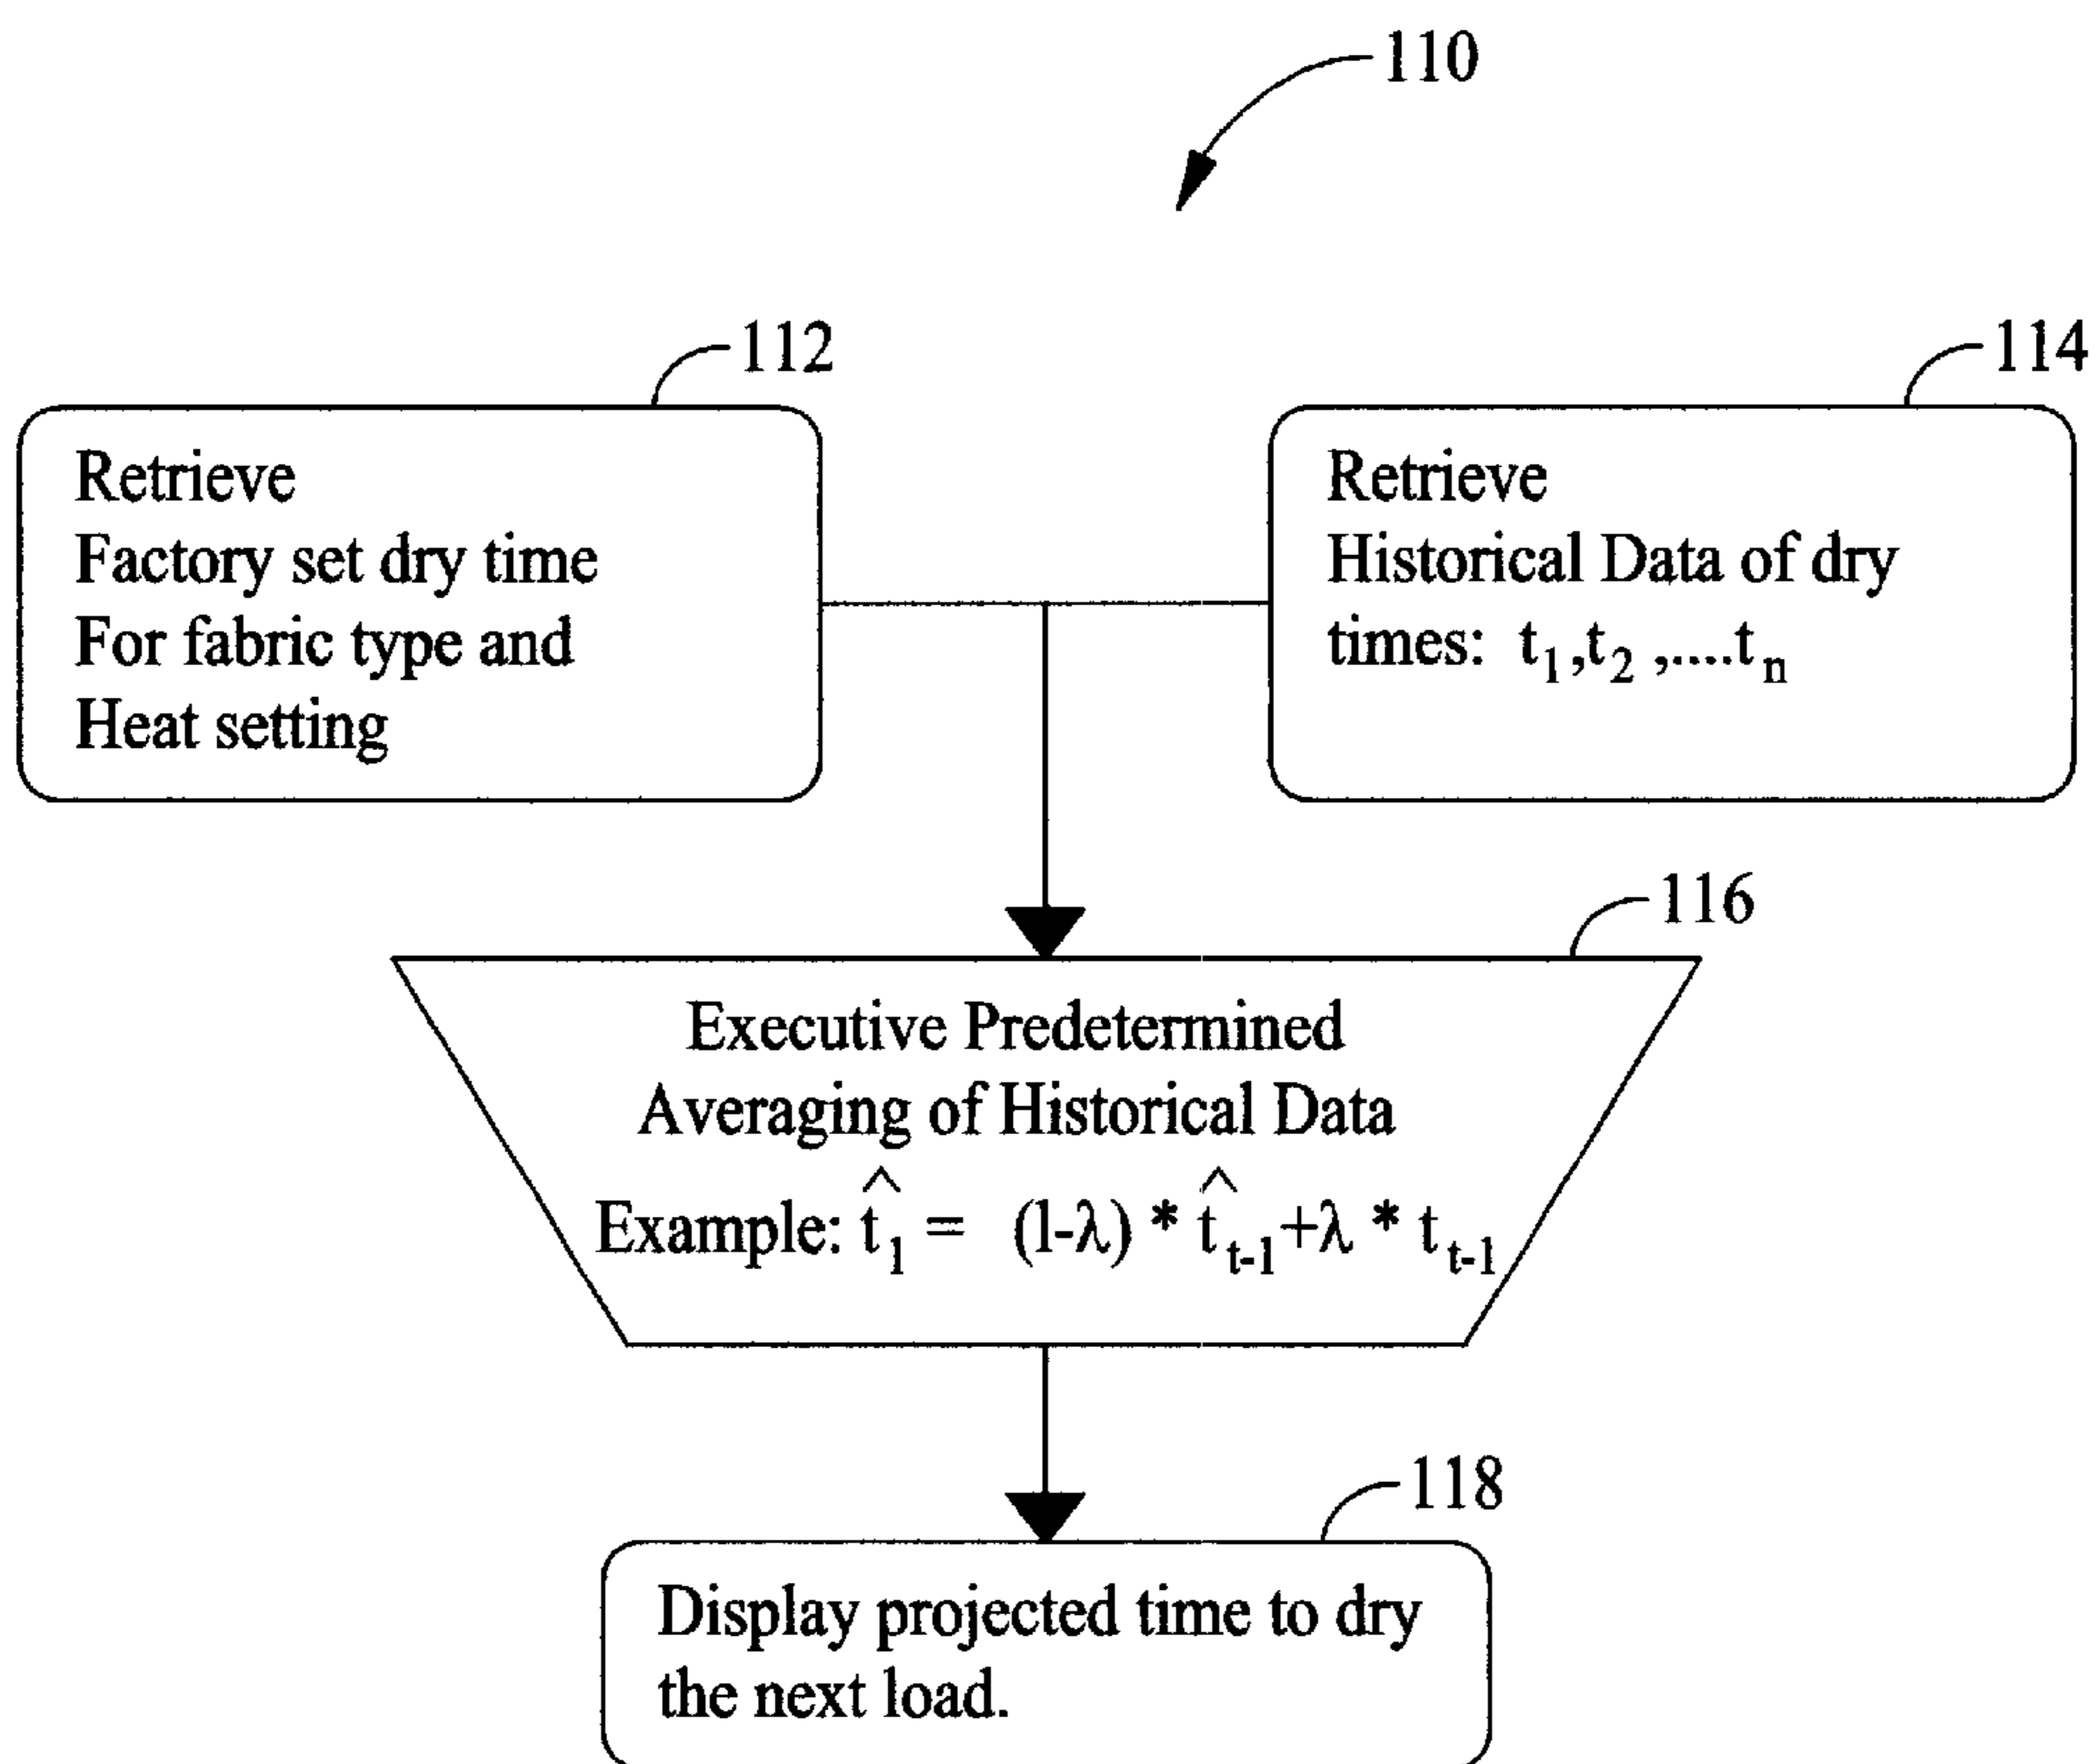 110
112
Retrieve
Factory set dry time
For fabric type and
Heat setting
114
Retrieve
Historical Data of dry
times: t₁,t₂ ,....tₙ
116
Executive Predetermined
Averaging of Historical Data
Example: t̂₁ = (1-λ) * t̂ₜ₋₁+λ * tₜ₋₁
118
Display projected time to dry
the next load.